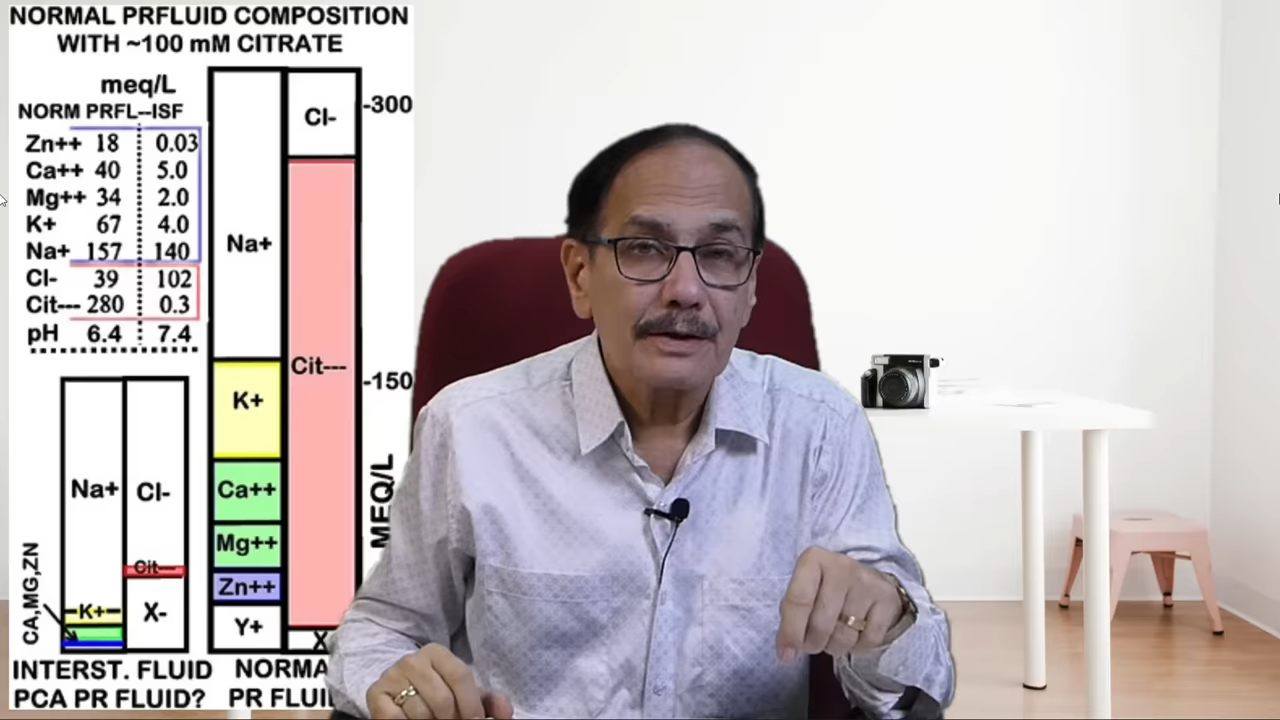 NORMAL PRFLUID COMPOSITION
WITH ~100 mM CITRATE
meq/L
NORM PRFL--ISF
Zn++ 18 0.03
Ca++ 40 5.0
Mg++ 34 2.0
K+ 67 4.0
Na+ 157 140
Cl- 39 102
Cit--- 280 0.3
pH 6.4 7.4
Na+
Cl-
Cit---
K+
X-
CA,MG,ZN
INTERST. FLUID
PCA PR FLUID?
Cl-
-300
Na+
Cit---
-150
K+
Ca++
Mg++
Zn++
Y+
X
MEQ/L
NORMA
PR FLUI